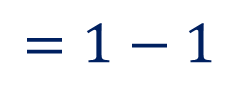 = 1 − 1